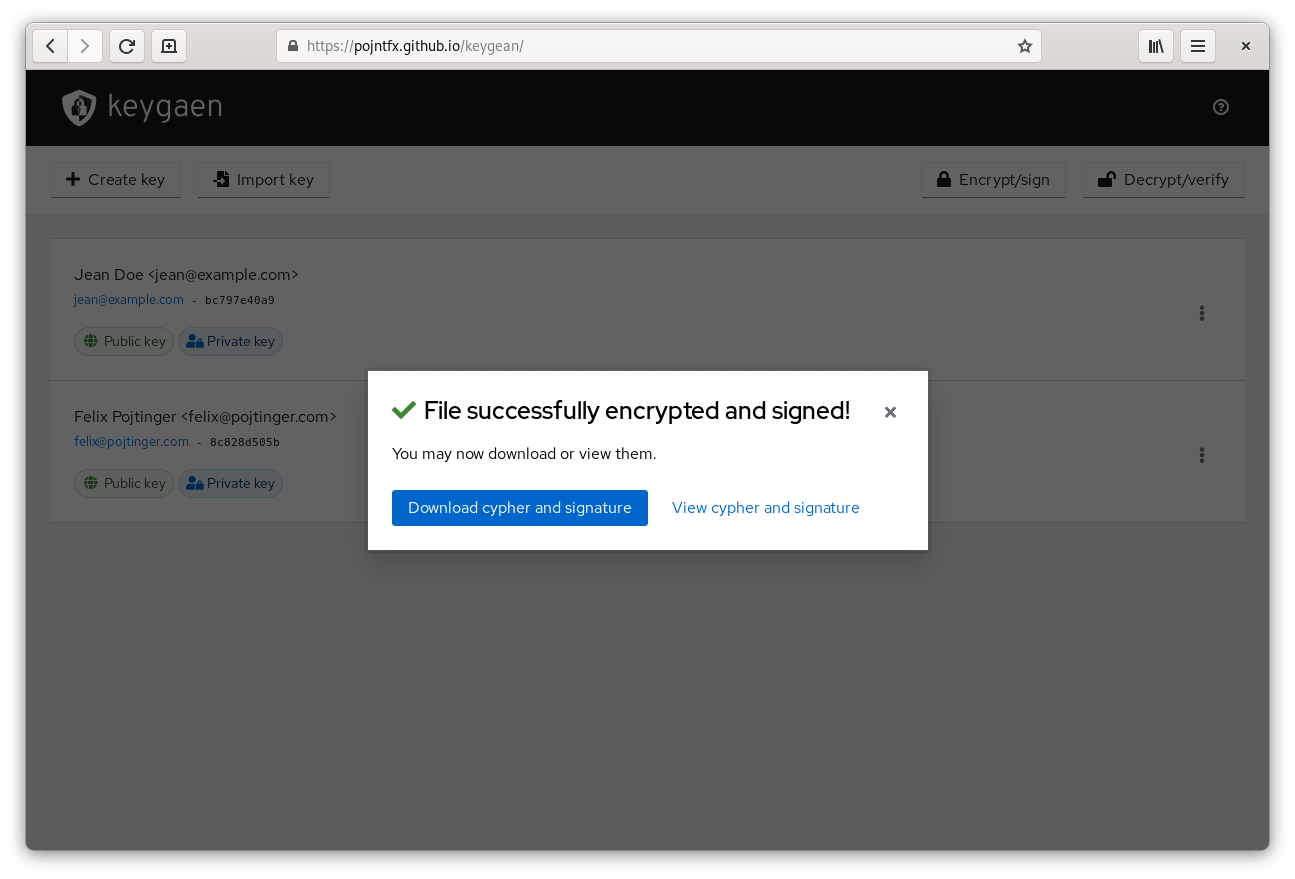 https://pojntfx.github.io/keygean/
keygaen
Create key
Import key
Encrypt/sign
Decrypt/verify
Jean Doe <jean@example.com>
jean@example.com - bc797e40a9
Public key
Private key
Felix Pojtinger <felix@pojtinger.com>
felix@pojtinger.com - 8c828d505b
Public key
Private key
File successfully encrypted and signed!
You may now download or view them.
Download cypher and signature
View cypher and signature